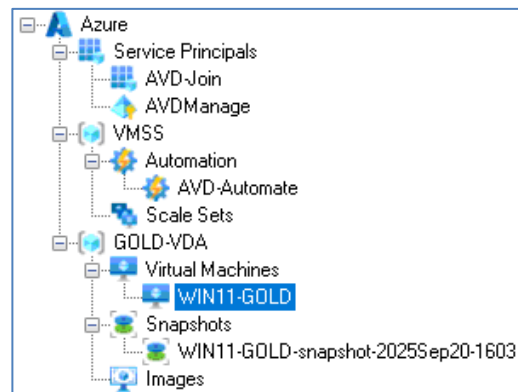 Azure
Service Principals
AVD-Join
AVDManage
VMSS
Automation
AVD-Automate
Scale Sets
GOLD-VDA
Virtual Machines
WIN11-GOLD
Snapshots
WIN11-GOLD-snapshot-2025Sep20-1603
Images